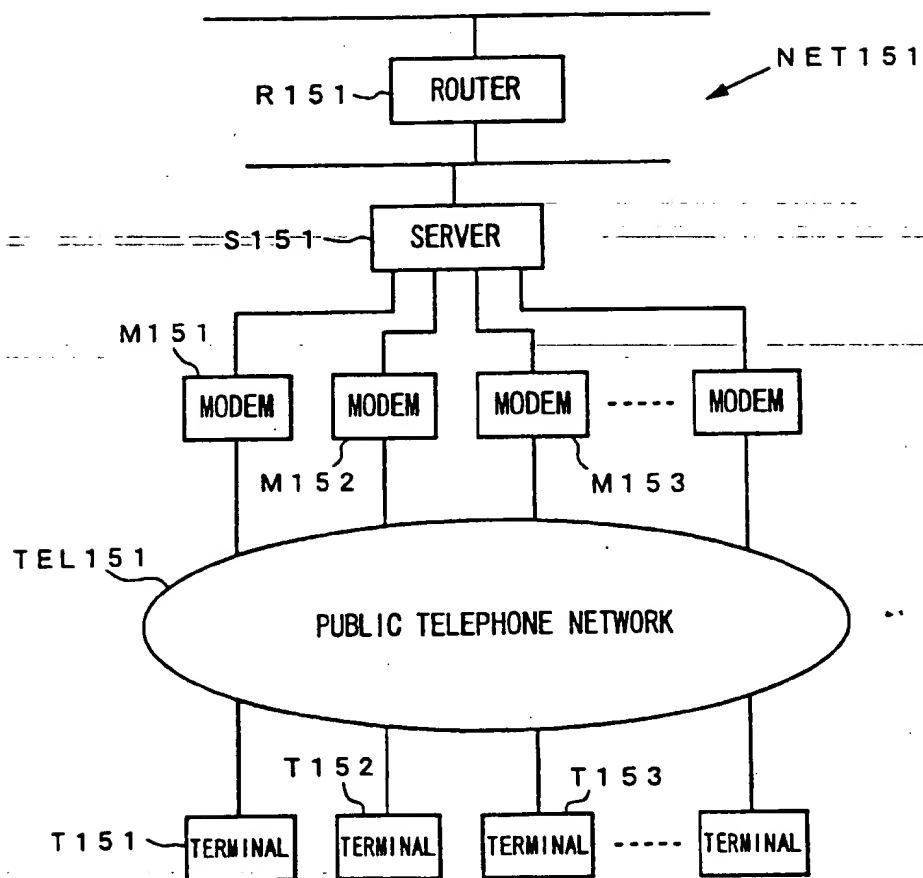 NET151
R151
ROUTER
S151
SERVER
M151
MODEM
MODEM
MODEM
MODEM
M152
M153
TEL151
PUBLIC TELEPHONE NETWORK
T152
T153
T151
TERMINAL
TERMINAL
TERMINAL
TERMINAL